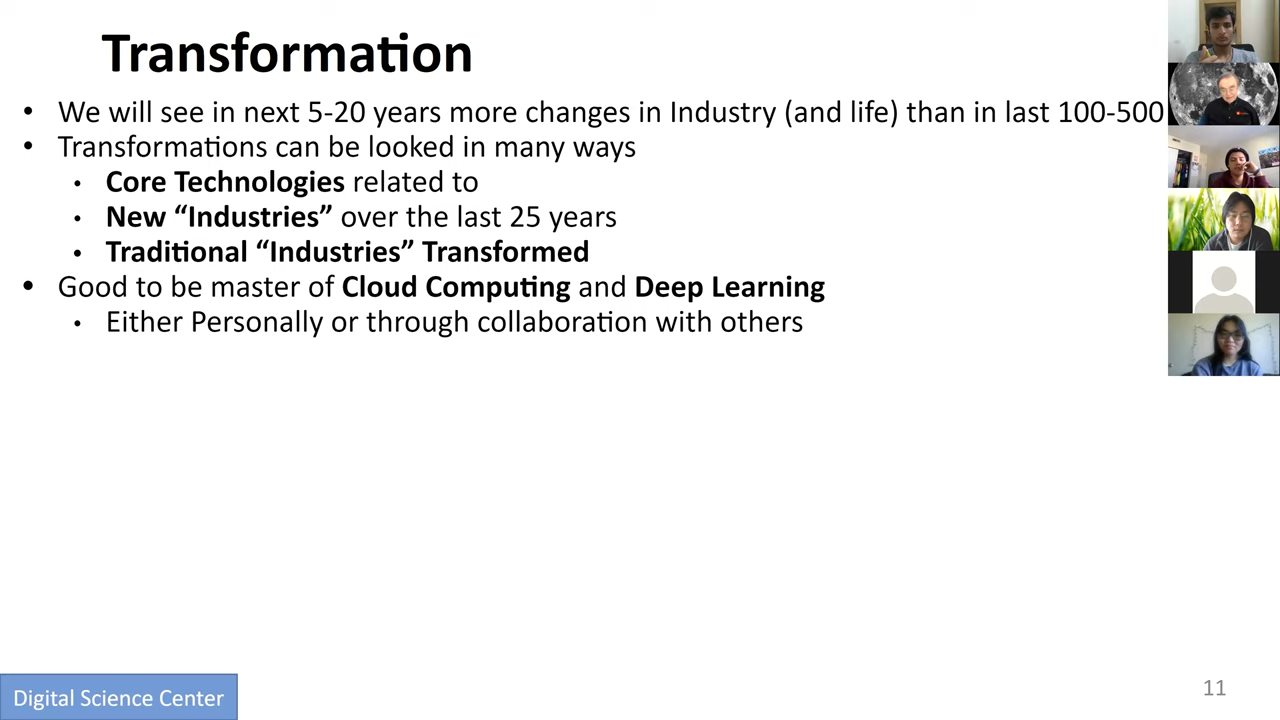 Transformation
• We will see in next 5-20 years more changes in Industry (and life) than in last 100-500
• Transformations can be looked in many ways
• Core Technologies related to
• New “Industries” over the last 25 years
• Traditional “Industries” Transformed
• Good to be master of Cloud Computing and Deep Learning
• Either Personally or through collaboration with others
Digital Science Center
11